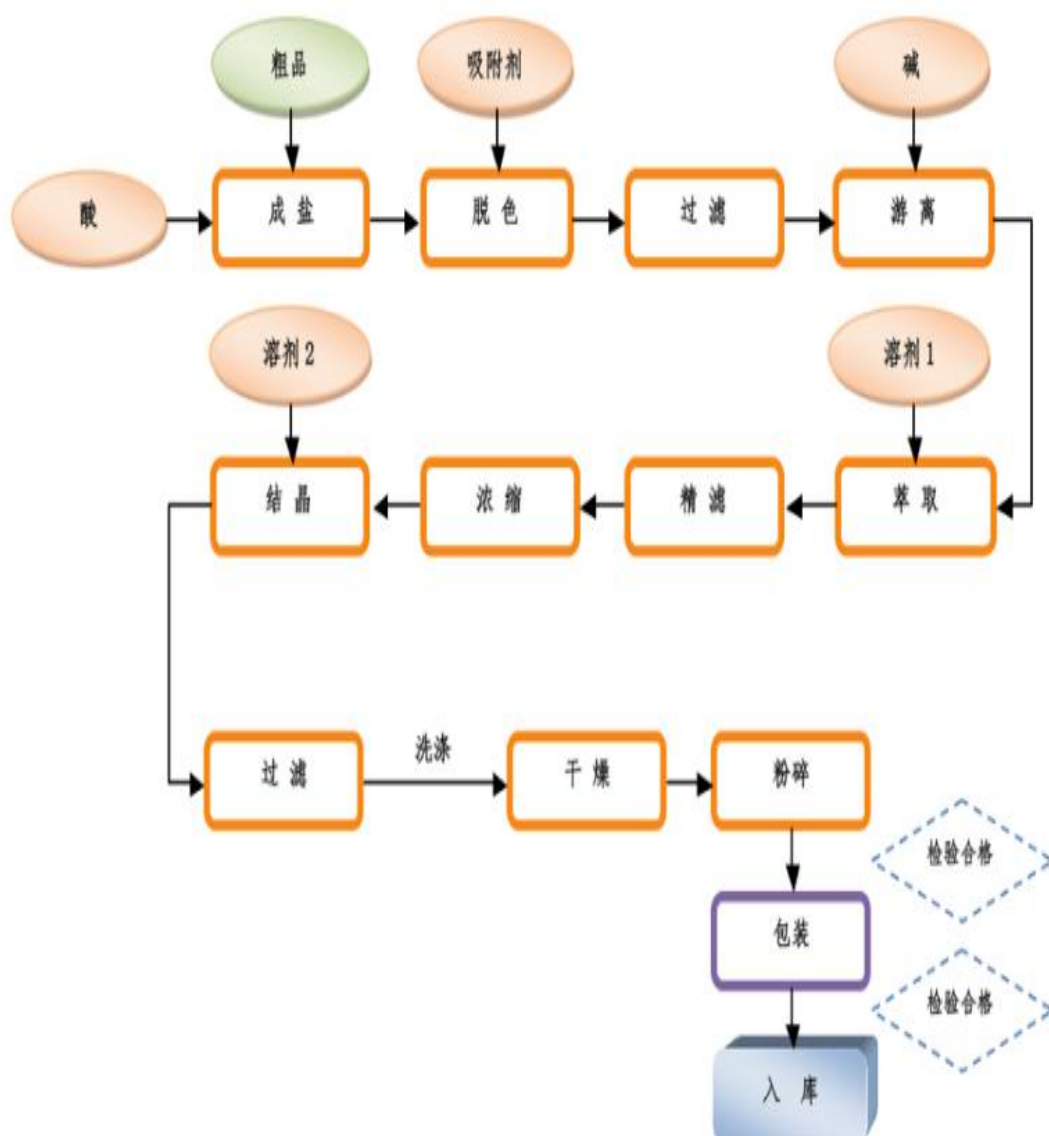 粗品
吸附剂
碱
酸
成盐
脱色
过滤
游离
溶剂2
溶剂1
结晶
浓缩
精滤
萃取
过滤
洗涤
干燥
粉碎
检验合格
包装
检验合格
入库